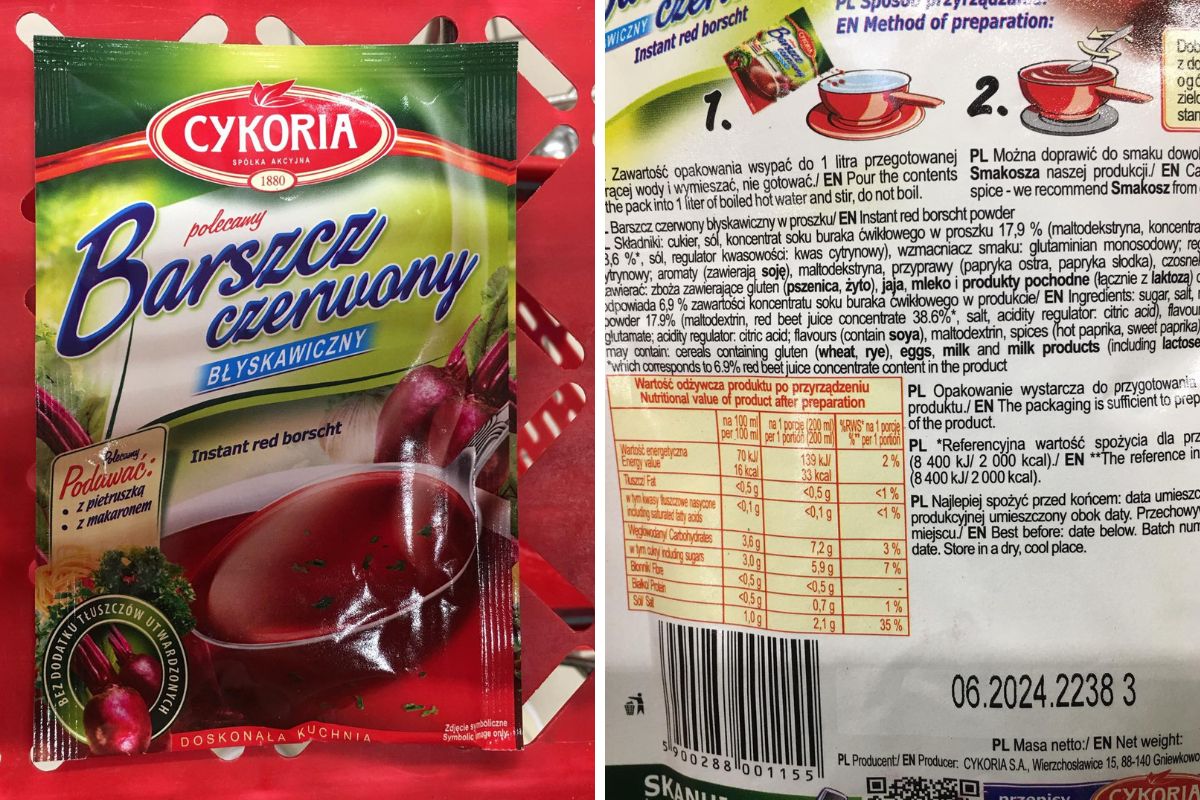 CYKORIA
SPÓŁKA AKCYJNA
1880
polecamy
Barszcz
czerwony
BŁYSKAWICZNY
Instant red borscht
Polecamy
Podawać:
• z pietruszką
• z makaronem
BEZ DODATKU TŁUSZCZÓW UTWARDZONYCH
DOSKONAŁA KUCHNIA
Zdjęcie symboliczne
Symbolic image only
WICZNY
Instant red borscht
CYKORIA
Barszcz
PL Sposób przyrządzania:
EN Method of preparation:
1.
2.
Zawartość opakowania wsypać do 1 litra przegotowanej
rącej wody i wymieszać, nie gotować./ EN Pour the contents
the pack into 1 liter of boiled hot water and stir, do not boil.
PL Można doprawić do smaku
Smakosza naszej produkcji./ EN
spice - we recommend Smakosz from
Barszcz czerwony błyskawiczny w proszku/ EN Instant red borscht powder
Składniki: cukier, sól, koncentrat soku buraka ćwikłowego w proszku 17,9 % (maltodekstryna,
8,6 %*, sól, regulator kwasowości: kwas cytrynowy), wzmacniacz smaku: glutaminian monosodowy;
ytrynowy; aromaty (zawierają soję), maltodekstryna, przyprawy (papryka ostra, papryka słodka),
zawierać: zboża zawierające gluten (pszenica, żyto), jaja, mleko i produkty pochodne (łącznie z laktozą)
odpowiada 6,9 % zawartości koncentratu soku buraka ćwikłowego w produkcie/ EN Ingredients: sugar, salt,
powder 17.9% (maltodextrin, red beet juice concentrate 38.6%*, salt, acidity regulator: citric acid),
glutamate; acidity regulator: citric acid; flavours (contain soya), maltodextrin, spices (hot paprika, sweet paprika
may contain: cereals containing gluten (wheat, rye), eggs, milk and milk products (including lactose
*which corresponds to 6.9% red beet juice concentrate content in the product
Wartość odżywcza produktu po przyrządzeniu
Nutritional value of product after preparation
na 100 ml na 1 porcję (200 ml) %RWS* na 1 porcję
per 100 ml per 1 portion (200 ml) %** per 1 portion
Wartość energetyczna 70 kJ/ 139 kJ/ 2 %
Energy value 16 kcal 33 kcal
Tłuszcz/ Fat <0,5 g <0,5 g <1 %
w tym kwasy tłuszczowe nasycone <0,1 g <0,1 g <1%
including saturated fatty acids
Węglowodany/ Carbohydrates 3,6 g 7,2 g 3 %
w tym cukry/ including sugars 3,0 g 5,9 g 7 %
Błonnik/ Fibre <0,5 g <0,5 g -
Białko/ Protein <0,5 g 0,7 g 1 %
Sól/ Salt 1,0 g 2,1 g 35 %
PL Opakowanie wystarcza do przygotowania
produktu./ EN The packaging is sufficient to prep
of the product.
PL *Referencyjna wartość spożycia dla
(8 400 kJ/ 2 000 kcal)./ EN **The reference in
(8 400 kJ/ 2 000 kcal).
PL Najlepiej spożyć przed końcem: data
produkcyjnej umieszczony obok daty.
miejscu./ EN Best before: date below. Batch
date. Store in a dry, cool place.
06.2024.2238 3
5 900288 001155
PL Masa netto:/ EN Net weight:
PL Producent:/ EN Producer: CYKORIA S.A., Wierzchosławice 15, 88-140 Gniewkowo
przepisy
CYKORIA